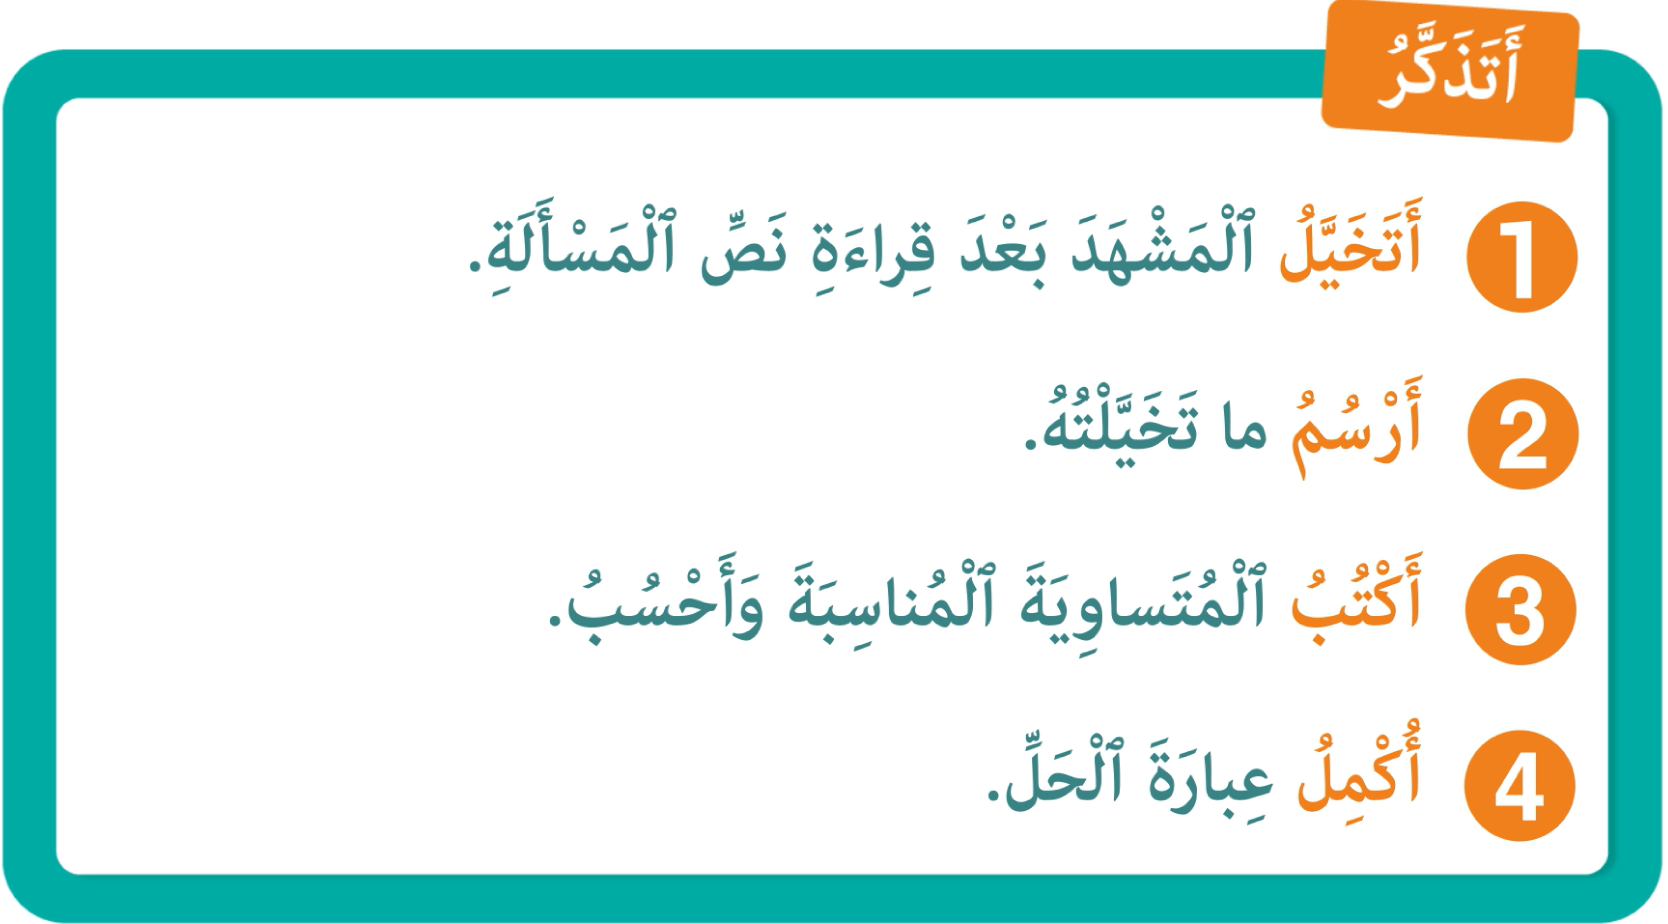 أَتَذَكَّرُ
1 أَتَخَيَّلُ ٱلْمَشْهَدَ بَعْدَ قِراءَةِ نَصِّ ٱلْمَسْأَلَةِ.
2 أَرْسُمُ ما تَخَيَّلْتُهُ.
3 أَكْتُبُ ٱلْمُتَساوِيَةَ ٱلْمُناسِبَةَ وَأَحْسُبُ.
4 أُكْمِلُ عِبارَةَ ٱلْحَلِّ.